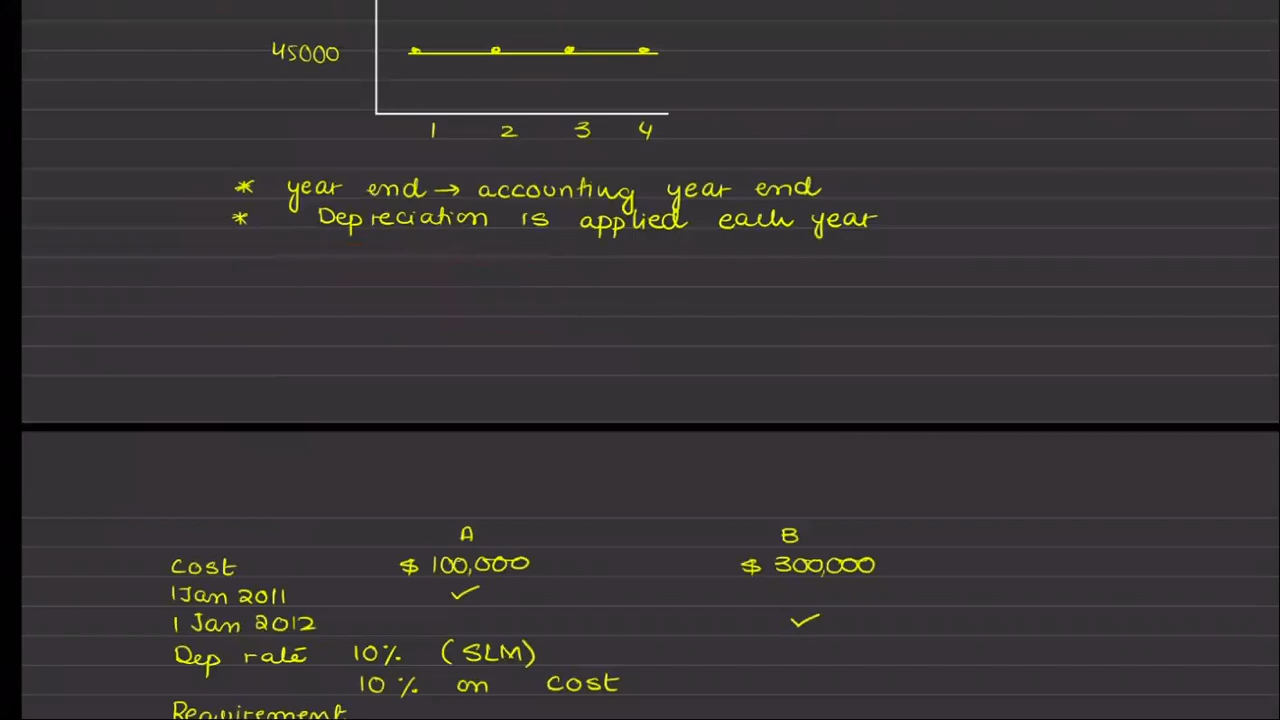 45000
1 2 3 4
* year end → accounting year end
* Depreciation is applied each year
A B
Cost $ 100,000 $ 300,000
1 Jan 2011 ✓
1 Jan 2012 ✓
Dep rate 10% (SLM)
10% on cost
Requirement